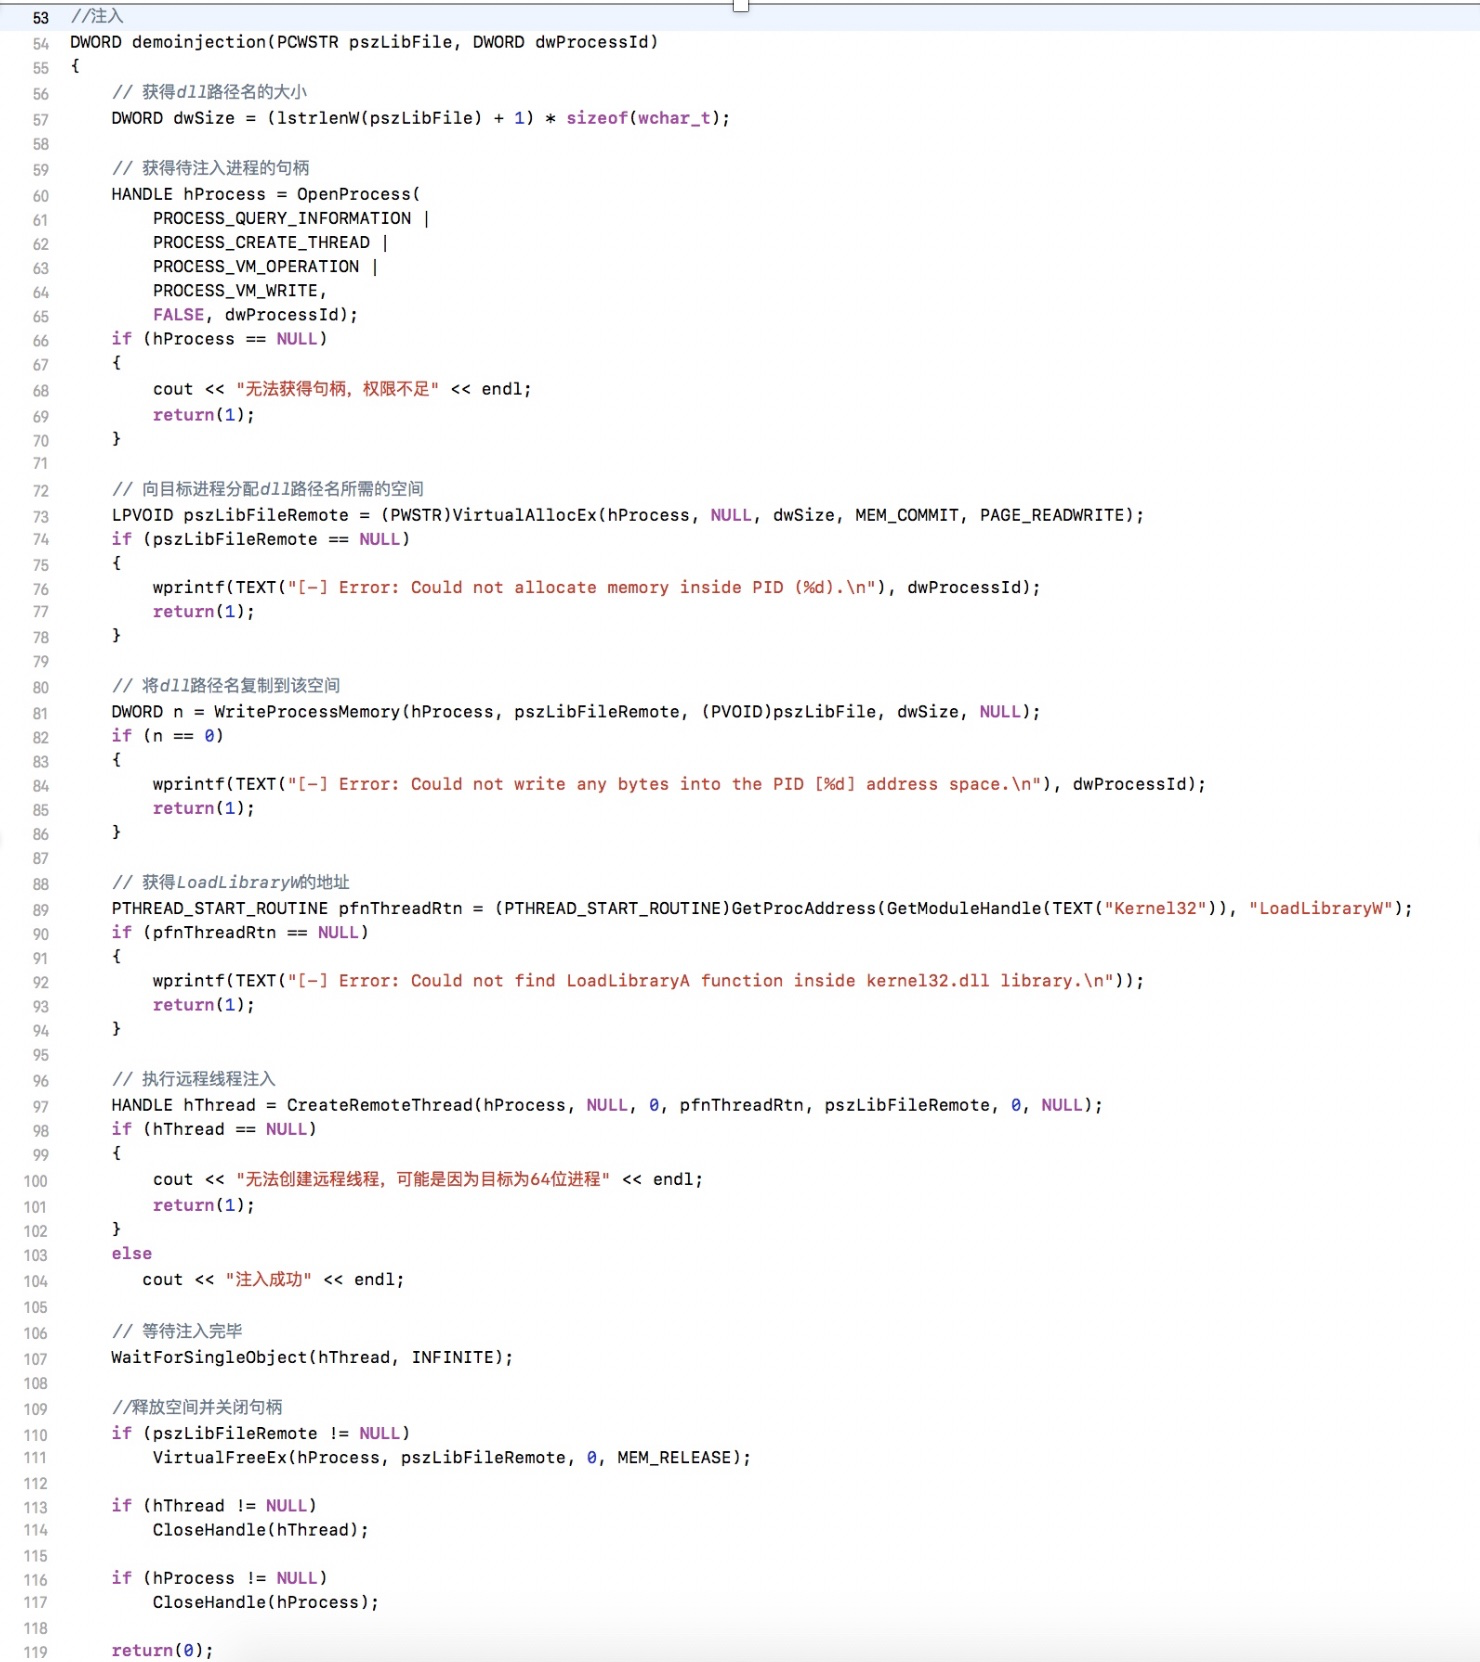 53 //注入
54 DWORD demoinjection(PCWSTR pszLibFile, DWORD dwProcessId)
55 {
56     // 获得dll路径名的大小
57     DWORD dwSize = (lstrlenW(pszLibFile) + 1) * sizeof(wchar_t);
58
59     // 获得待注入进程的句柄
60     HANDLE hProcess = OpenProcess(
61         PROCESS_QUERY_INFORMATION |
62         PROCESS_CREATE_THREAD |
63         PROCESS_VM_OPERATION |
64         PROCESS_VM_WRITE,
65         FALSE, dwProcessId);
66     if (hProcess == NULL)
67     {
68         cout << "无法获得句柄，权限不足" << endl;
69         return(1);
70     }
71
72     // 向目标进程分配dll路径名所需的空间
73     LPVOID pszLibFileRemote = (PWSTR)VirtualAllocEx(hProcess, NULL, dwSize, MEM_COMMIT, PAGE_READWRITE);
74     if (pszLibFileRemote == NULL)
75     {
76         wprintf(TEXT("[-] Error: Could not allocate memory inside PID (%d).\n"), dwProcessId);
77         return(1);
78     }
79
80     // 将dll路径名复制到该空间
81     DWORD n = WriteProcessMemory(hProcess, pszLibFileRemote, (PVOID)pszLibFile, dwSize, NULL);
82     if (n == 0)
83     {
84         wprintf(TEXT("[-] Error: Could not write any bytes into the PID [%d] address space.\n"), dwProcessId);
85         return(1);
86     }
87
88     // 获得LoadLibraryW的地址
89     PTHREAD_START_ROUTINE pfnThreadRtn = (PTHREAD_START_ROUTINE)GetProcAddress(GetModuleHandle(TEXT("Kernel32")), "LoadLibraryW");
90     if (pfnThreadRtn == NULL)
91     {
92         wprintf(TEXT("[-] Error: Could not find LoadLibraryA function inside kernel32.dll library.\n"));
93         return(1);
94     }
95
96     // 执行远程线程注入
97     HANDLE hThread = CreateRemoteThread(hProcess, NULL, 0, pfnThreadRtn, pszLibFileRemote, 0, NULL);
98     if (hThread == NULL)
99     {
100         cout << "无法创建远程线程，可能是因为目标为64位进程" << endl;
101         return(1);
102     }
103     else
104        cout << "注入成功" << endl;
105
106     // 等待注入完毕
107     WaitForSingleObject(hThread, INFINITE);
108
109     //释放空间并关闭句柄
110     if (pszLibFileRemote != NULL)
111         VirtualFreeEx(hProcess, pszLibFileRemote, 0, MEM_RELEASE);
112
113     if (hThread != NULL)
114         CloseHandle(hThread);
115
116     if (hProcess != NULL)
117         CloseHandle(hProcess);
118
119     return(0);